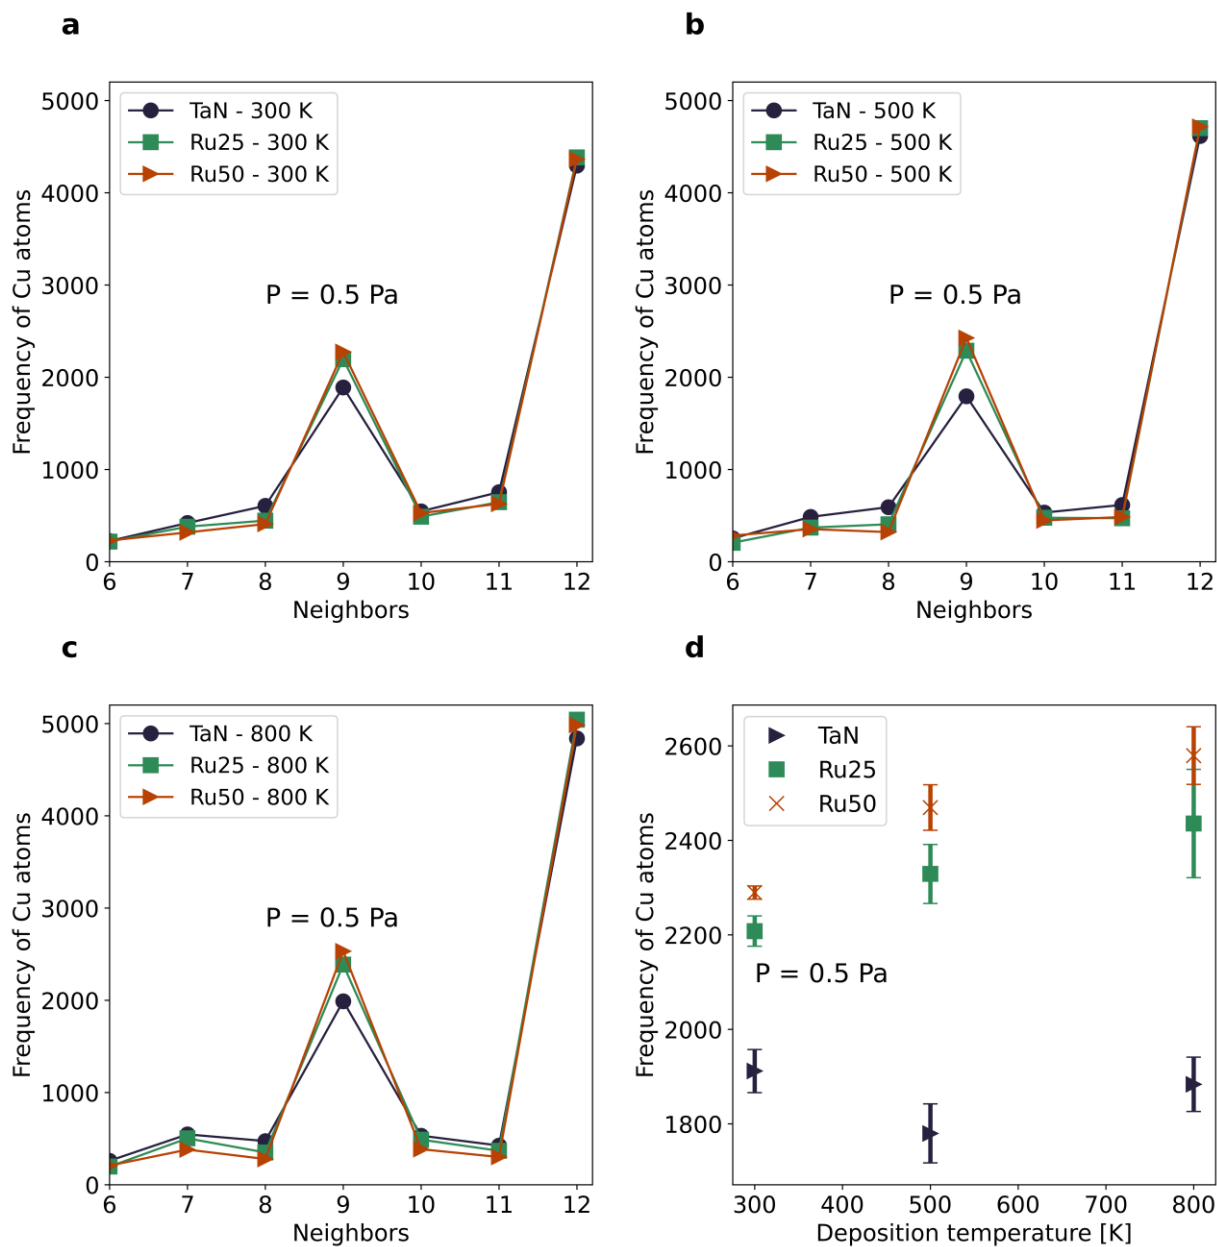 a
TaN - 300 K
Ru25 - 300 K
Ru50 - 300 K
P = 0.5 Pa
Frequency of Cu atoms
5000
4000
3000
2000
1000
0
6 7 8 9 10 11 12
Neighbors
b
TaN - 500 K
Ru25 - 500 K
Ru50 - 500 K
P = 0.5 Pa
Frequency of Cu atoms
5000
4000
3000
2000
1000
0
6 7 8 9 10 11 12
Neighbors
c
TaN - 800 K
Ru25 - 800 K
Ru50 - 800 K
P = 0.5 Pa
Frequency of Cu atoms
5000
4000
3000
2000
1000
0
6 7 8 9 10 11 12
Neighbors
d
TaN
Ru25
Ru50
P = 0.5 Pa
Frequency of Cu atoms
2600
2400
2200
2000
1800
300 400 500 600 700 800
Deposition temperature [K]